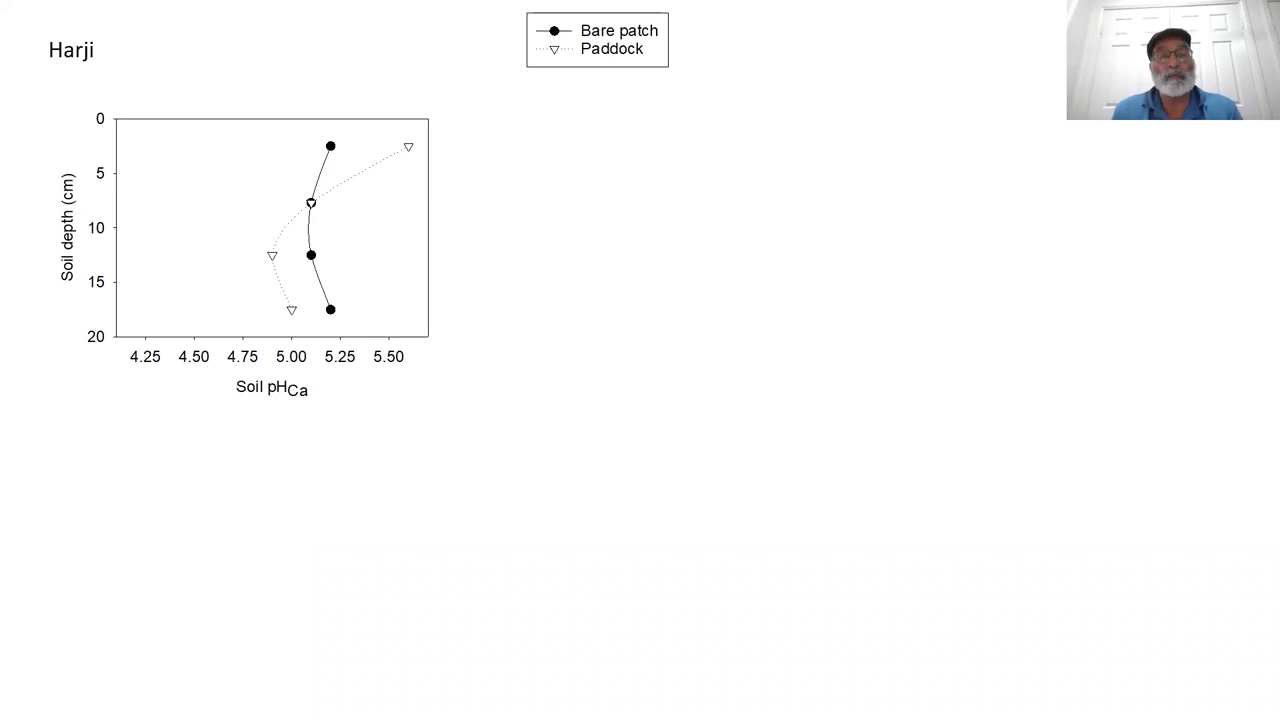 Harji
Bare patch
Paddock
0
5
10
15
20
Soil depth (cm)
4.25 4.50 4.75 5.00 5.25 5.50
Soil pHCa